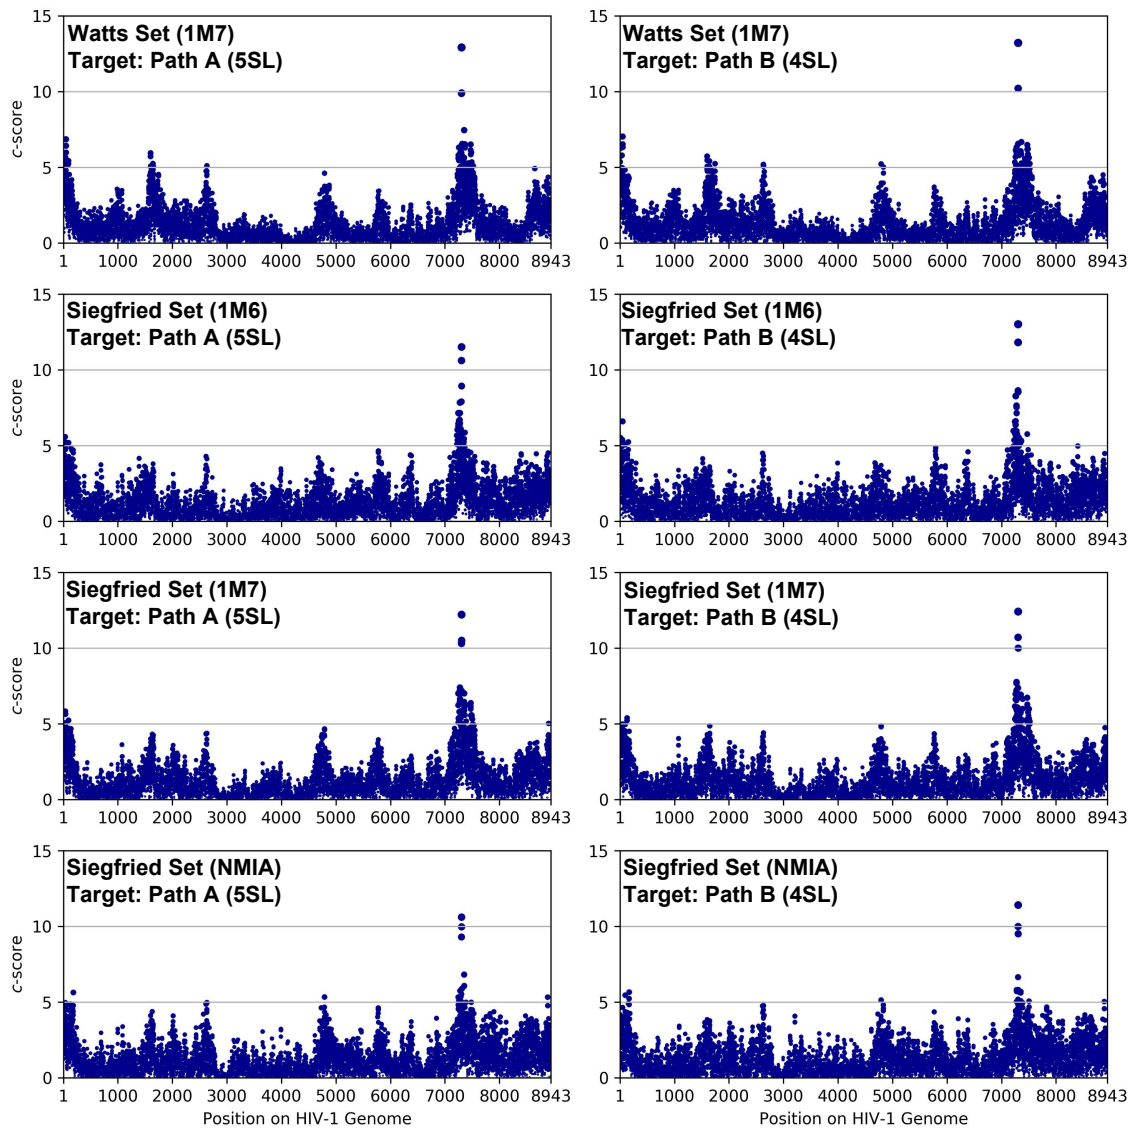 Watts Set (1M7)
Target: Path A (5SL)
c-score
15
10
5
0
1 1000 2000 3000 4000 5000 6000 7000 8000 8943
Watts Set (1M7)
Target: Path B (4SL)
15
10
5
0
1 1000 2000 3000 4000 5000 6000 7000 8000 8943
Siegfried Set (1M6)
Target: Path A (5SL)
c-score
15
10
5
0
1 1000 2000 3000 4000 5000 6000 7000 8000 8943
Siegfried Set (1M6)
Target: Path B (4SL)
15
10
5
0
1 1000 2000 3000 4000 5000 6000 7000 8000 8943
Siegfried Set (1M7)
Target: Path A (5SL)
c-score
15
10
5
0
1 1000 2000 3000 4000 5000 6000 7000 8000 8943
Siegfried Set (1M7)
Target: Path B (4SL)
15
10
5
0
1 1000 2000 3000 4000 5000 6000 7000 8000 8943
Siegfried Set (NMIA)
Target: Path A (5SL)
c-score
15
10
5
0
1 1000 2000 3000 4000 5000 6000 7000 8000 8943
Position on HIV-1 Genome
Siegfried Set (NMIA)
Target: Path B (4SL)
15
10
5
0
1 1000 2000 3000 4000 5000 6000 7000 8000 8943
Position on HIV-1 Genome